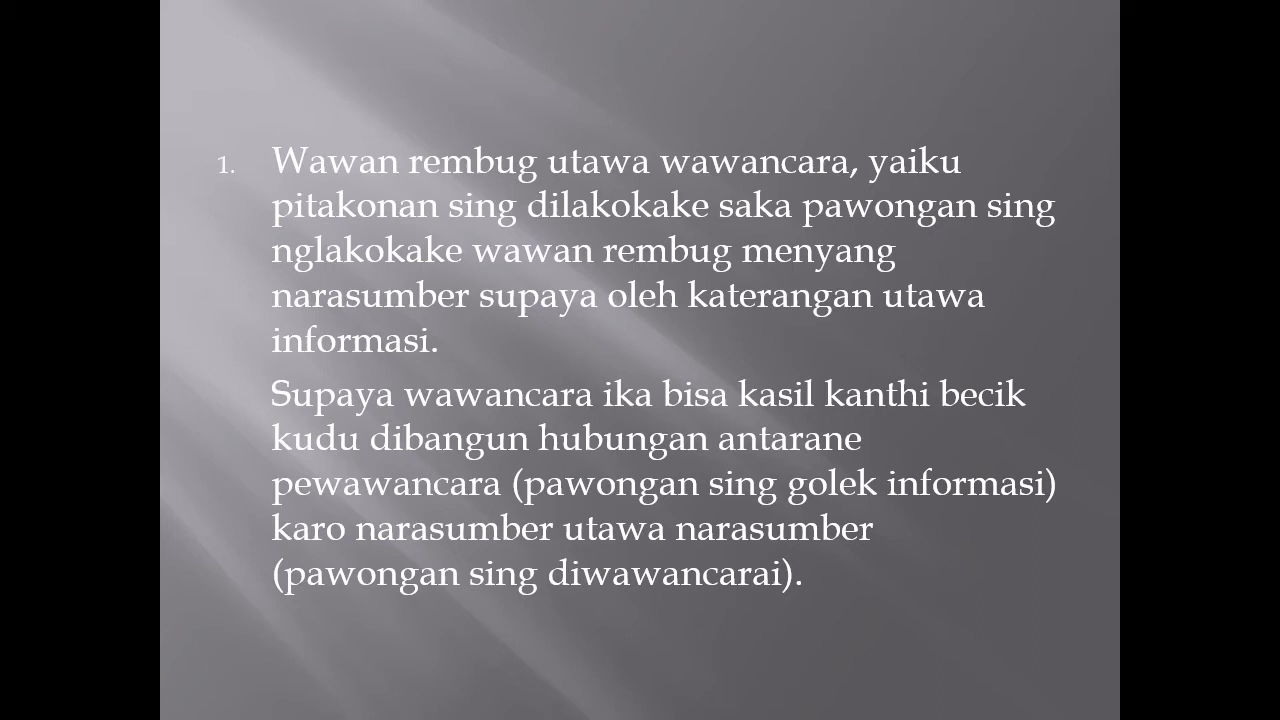 1. Wawan rembug utawa wawancara, yaiku
pitakonan sing dilakokake saka pawongan sing
nglakokake wawan rembug menyang
narasumber supaya oleh katerangan utawa
informasi.
Supaya wawancara ika bisa kasil kanthi becik
kudu dibangun hubungan antarane
pewawancara (pawongan sing golek informasi)
karo narasumber utawa narasumber
(pawongan sing diwawancarai).